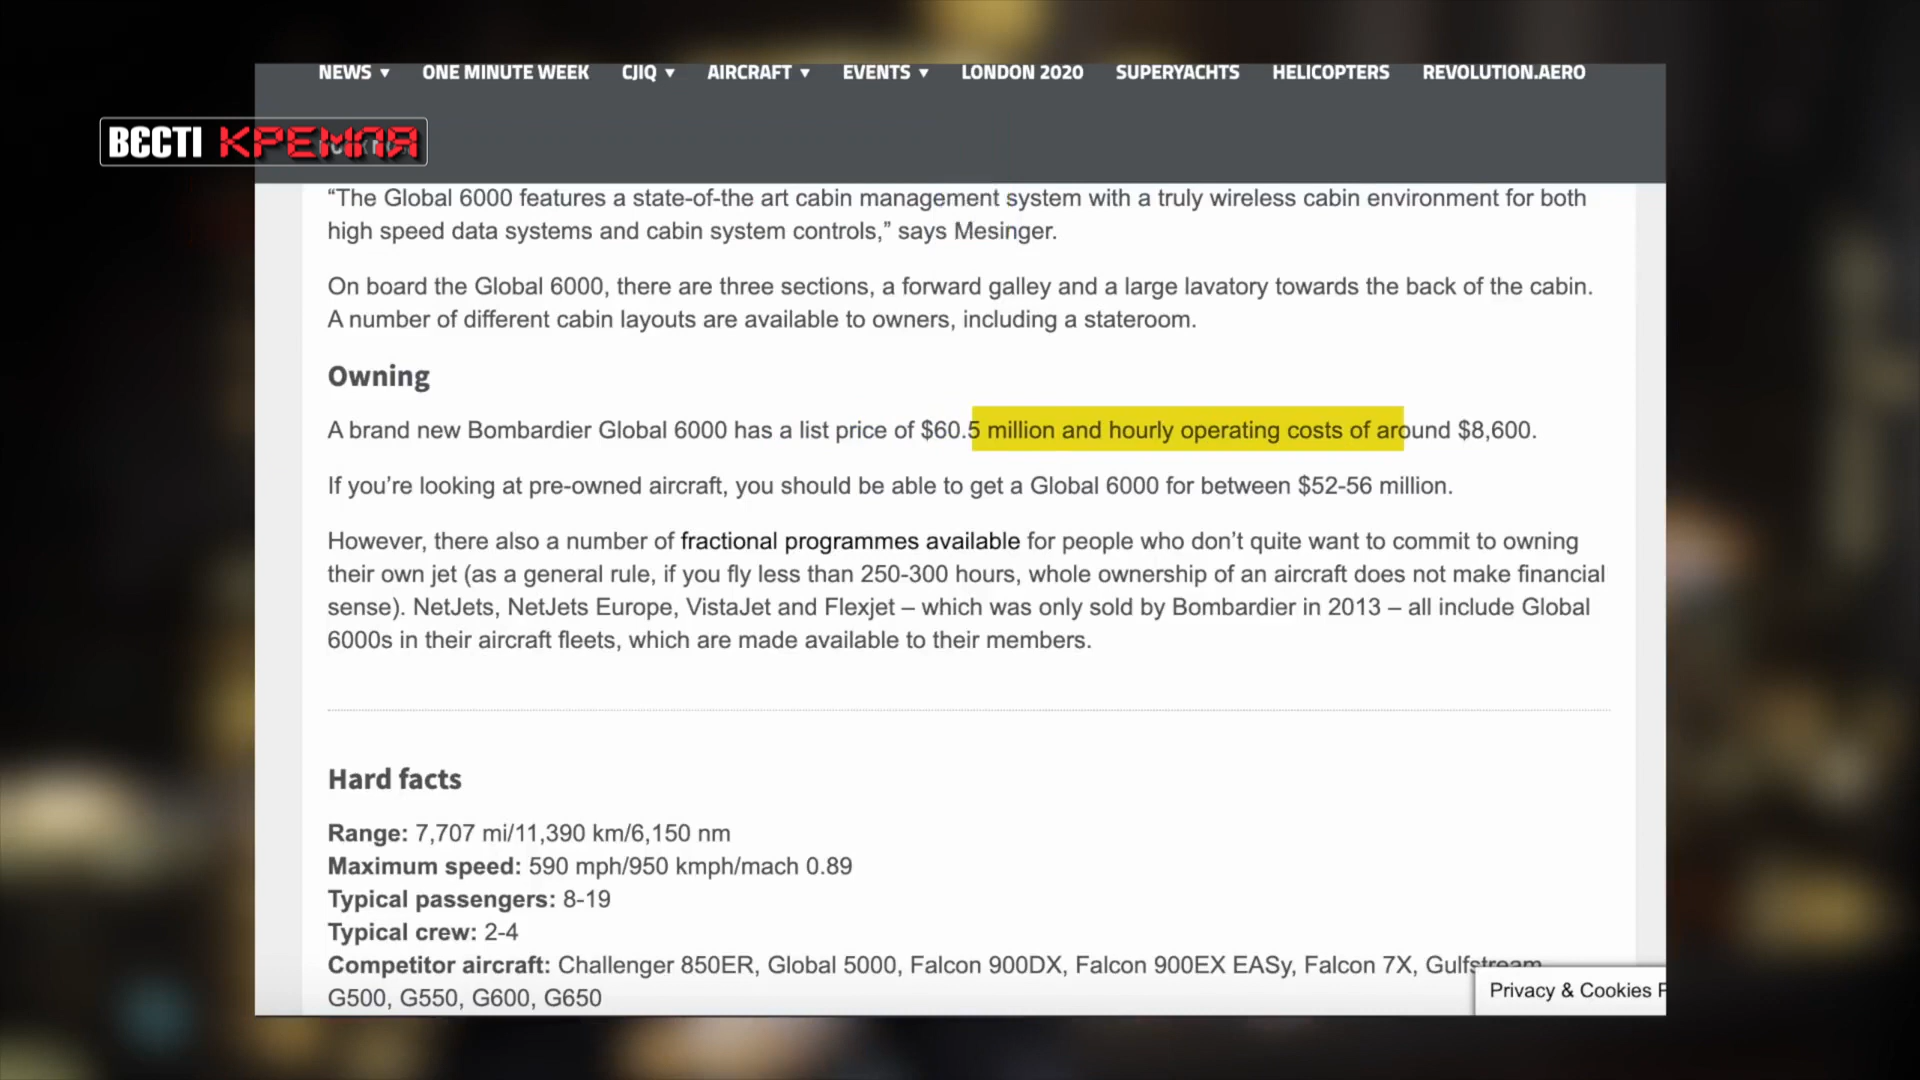 NEWS ▼ ONE MINUTE WEEK CJIQ ▼ AIRCRAFT ▼ EVENTS ▼ LONDON 2020 SUPERYACHTS HELICOPTERS REVOLUTION.AERO
ВЄСТІ КРЕМЛЯ
“The Global 6000 features a state-of-the art cabin management system with a truly wireless cabin environment for both
high speed data systems and cabin system controls,” says Mesinger.
On board the Global 6000, there are three sections, a forward galley and a large lavatory towards the back of the cabin.
A number of different cabin layouts are available to owners, including a stateroom.
Owning
A brand new Bombardier Global 6000 has a list price of $60.5 million and hourly operating costs of around $8,600.
If you’re looking at pre-owned aircraft, you should be able to get a Global 6000 for between $52-56 million.
However, there also a number of fractional programmes available for people who don’t quite want to commit to owning
their own jet (as a general rule, if you fly less than 250-300 hours, whole ownership of an aircraft does not make financial
sense). NetJets, NetJets Europe, VistaJet and Flexjet – which was only sold by Bombardier in 2013 – all include Global
6000s in their aircraft fleets, which are made available to their members.
Hard facts
Range: 7,707 mi/11,390 km/6,150 nm
Maximum speed: 590 mph/950 kmph/mach 0.89
Typical passengers: 8-19
Typical crew: 2-4
Competitor aircraft: Challenger 850ER, Global 5000, Falcon 900DX, Falcon 900EX EASy, Falcon 7X, Gulfstream
G500, G550, G600, G650
Privacy & Cookies